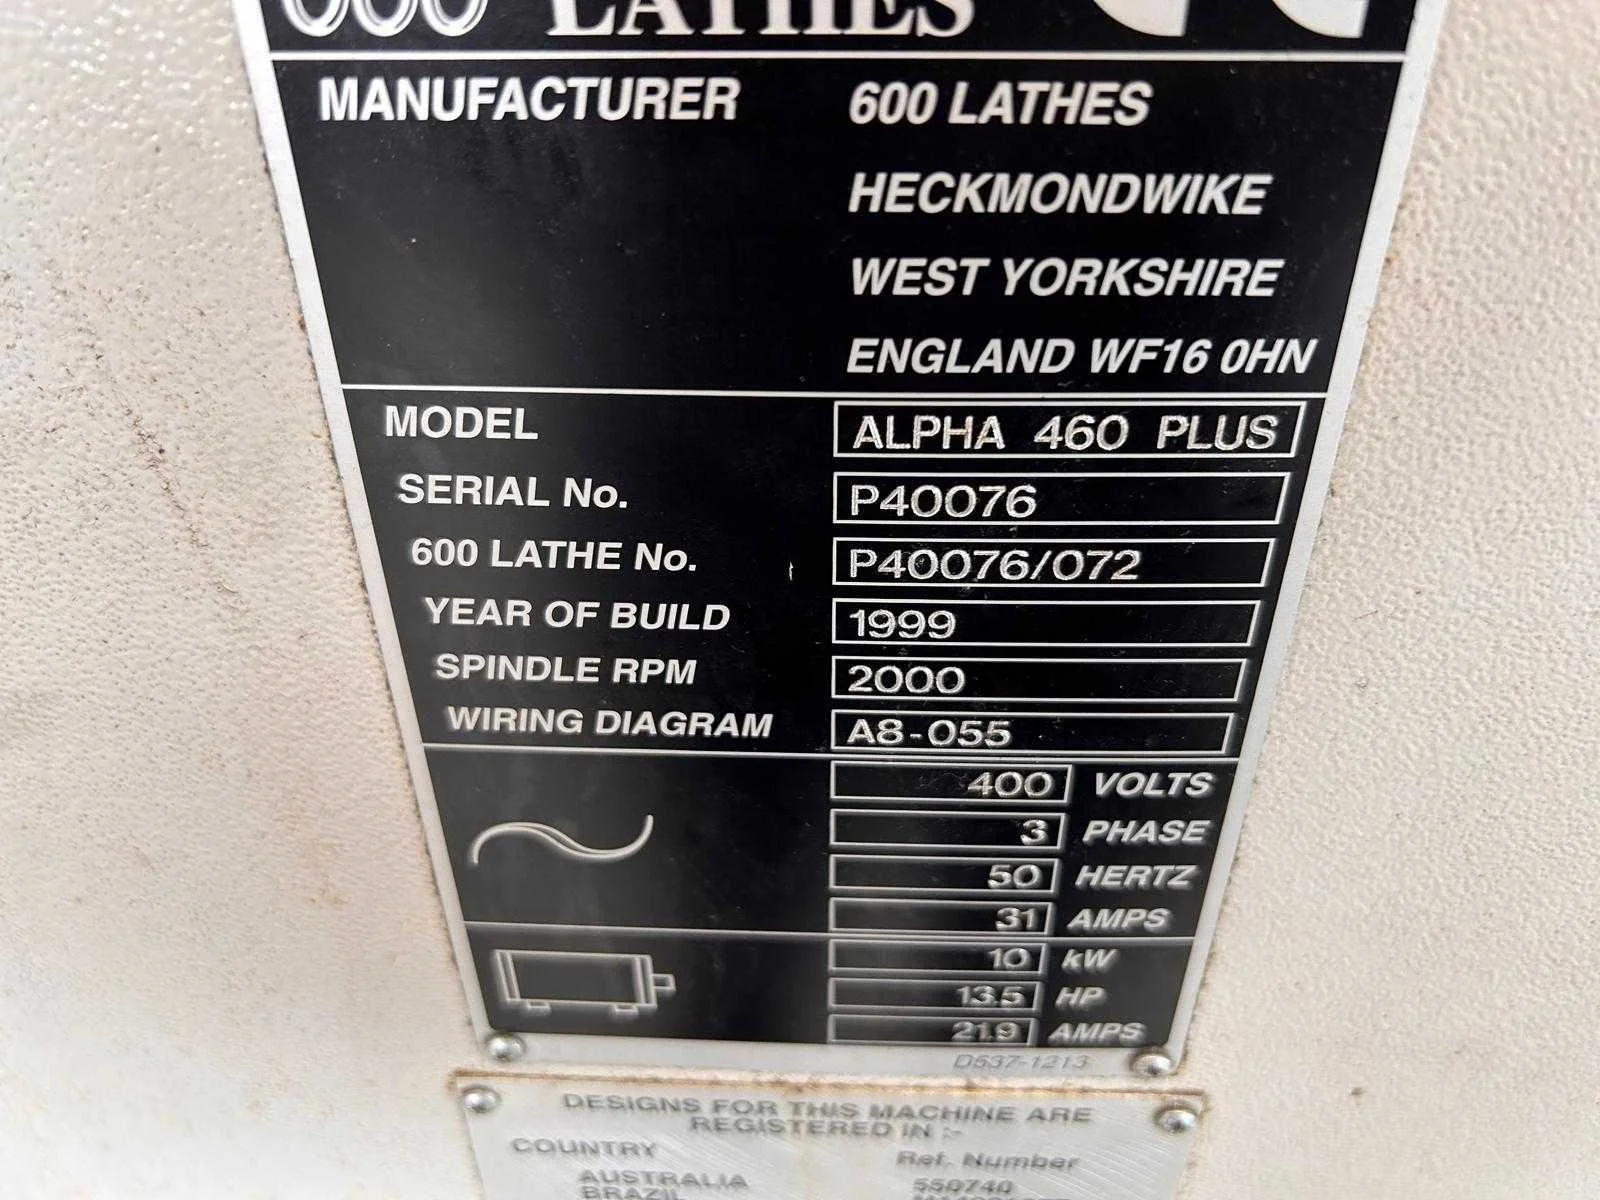 600 LATHES
MANUFACTURER 600 LATHES
HECKMONDWIKE
WEST YORKSHIRE
ENGLAND WF16 0HN
MODEL ALPHA 460 PLUS
SERIAL No. P40076
600 LATHE No. P40076/072
YEAR OF BUILD 1999
SPINDLE RPM 2000
WIRING DIAGRAM A8-055
400 VOLTS
3 PHASE
50 HERTZ
31 AMPS
10 kW
13.5 HP
21.9 AMPS
D537-1213
DESIGNS FOR THIS MACHINE ARE
REGISTERED IN :-
COUNTRY Ref. Number
AUSTRALIA 550740
BRAZIL